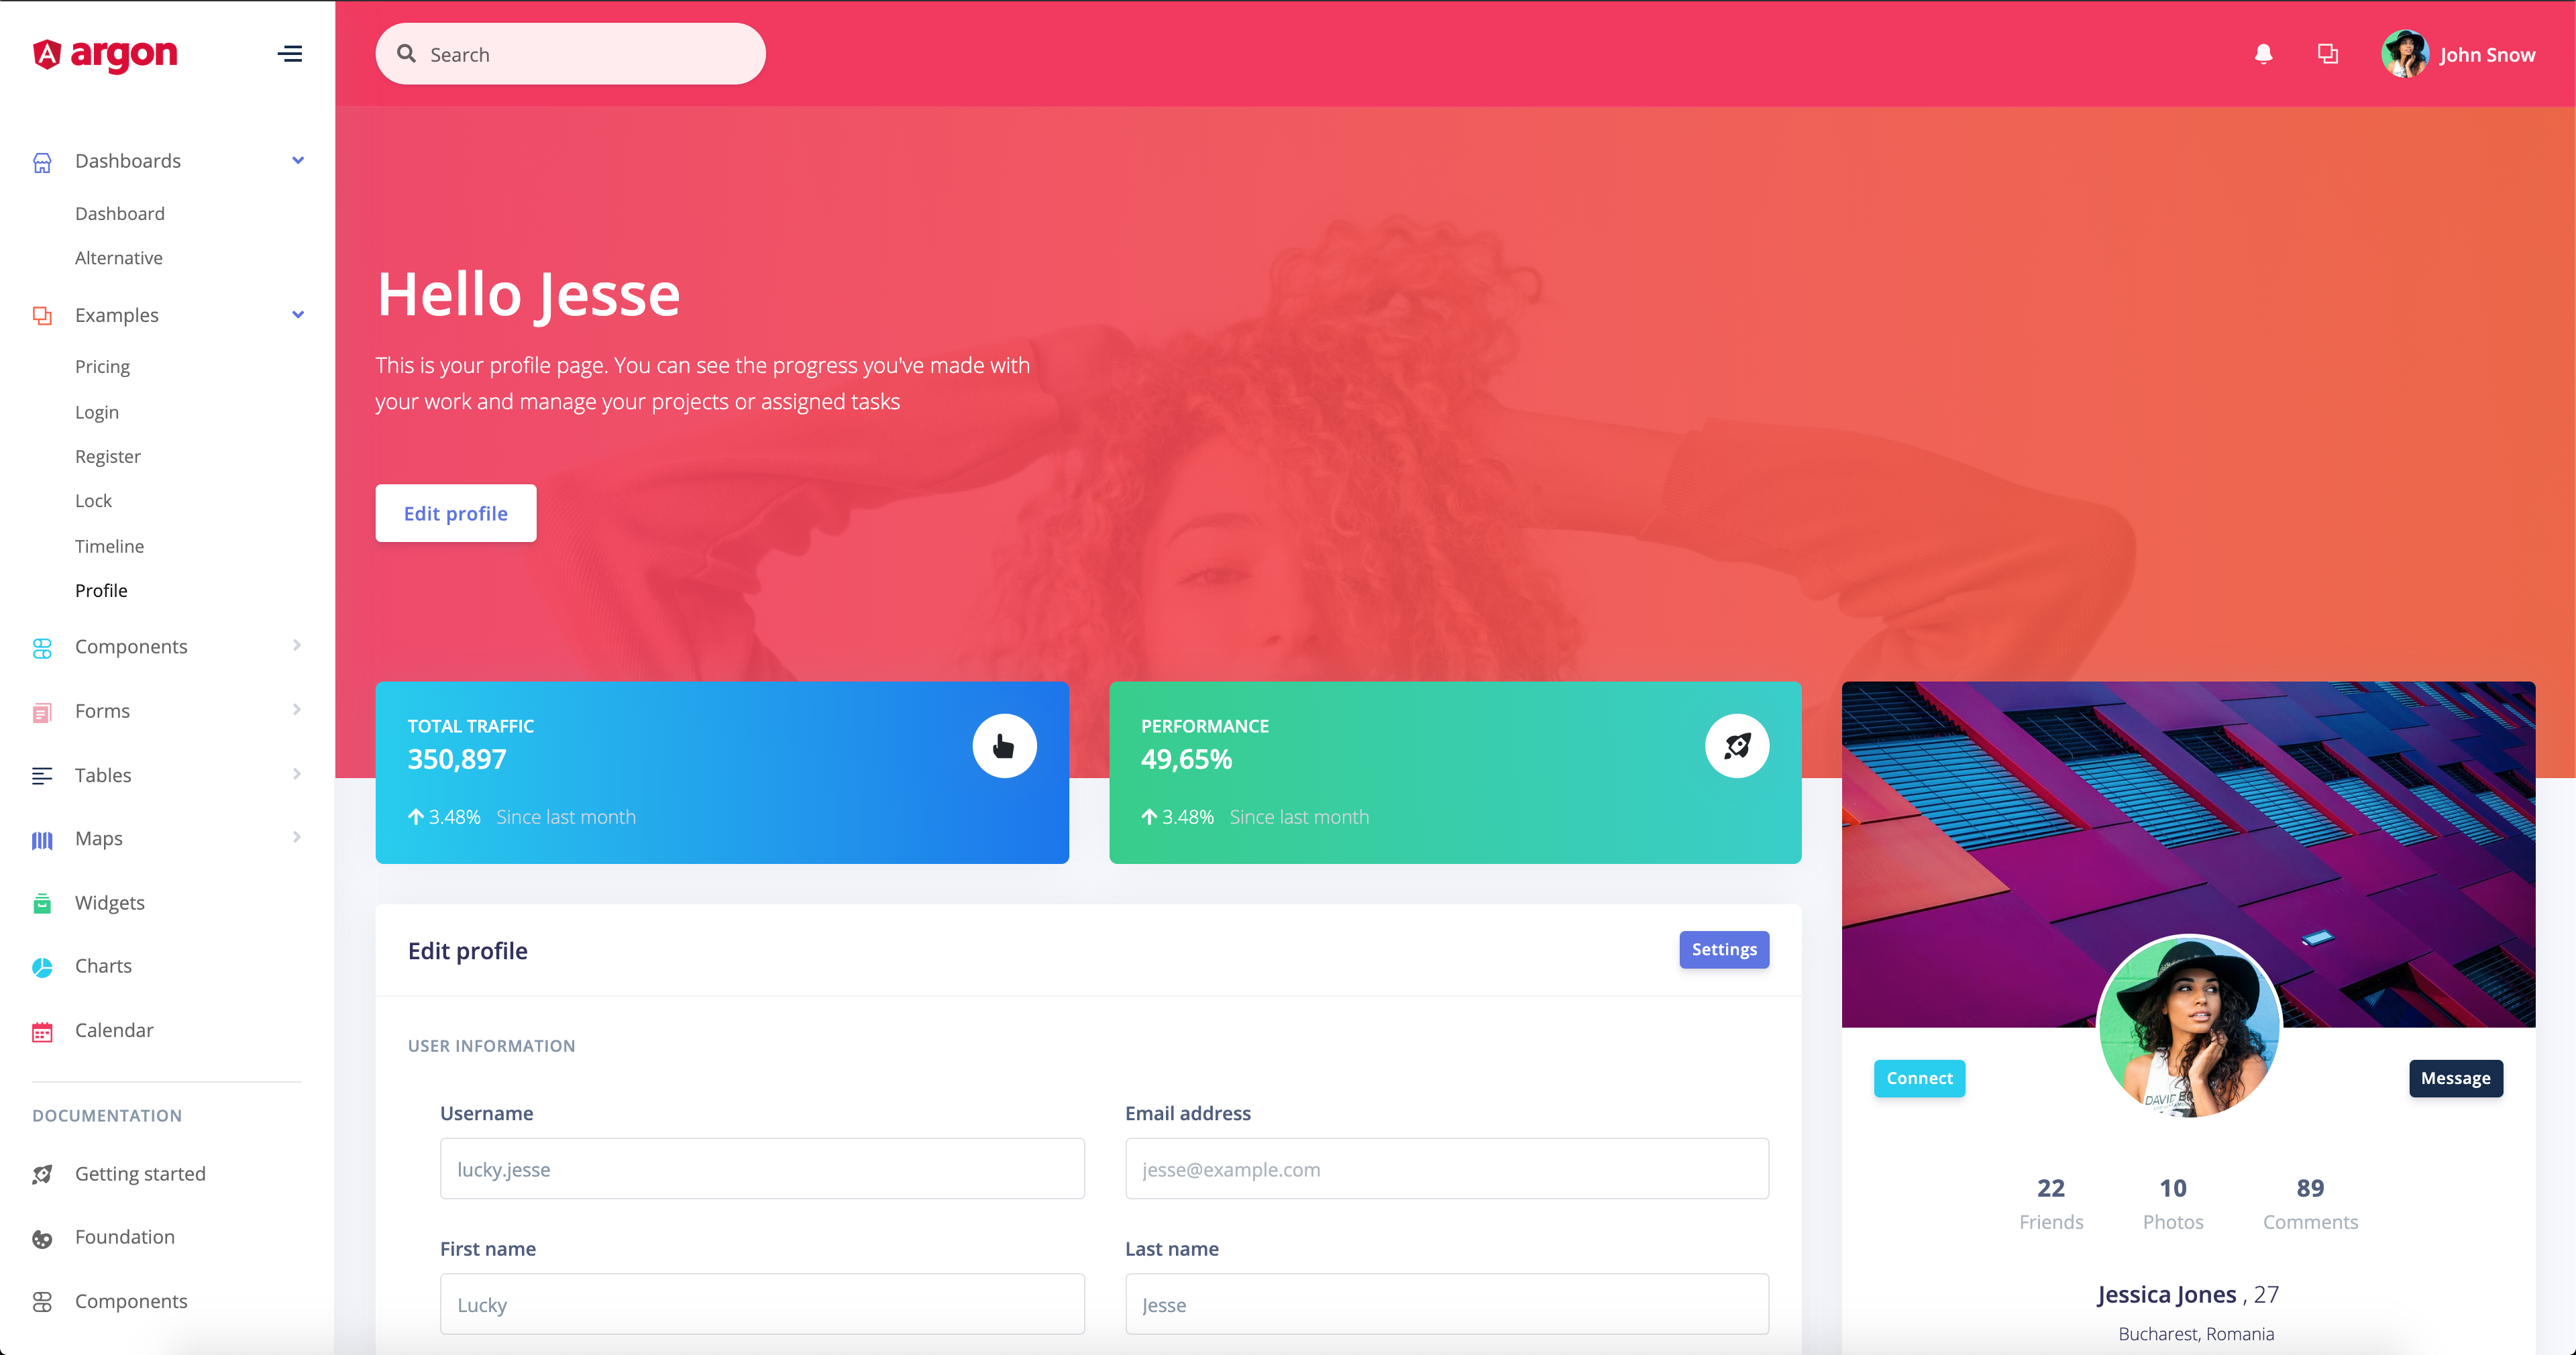 argon
Search
John Snow
Dashboards
Dashboard
Alternative
Examples
Pricing
Login
Register
Lock
Timeline
Profile
Components
Forms
Tables
Maps
Widgets
Charts
Calendar
DOCUMENTATION
Getting started
Foundation
Components
Hello Jesse
This is your profile page. You can see the progress you've made with
your work and manage your projects or assigned tasks
Edit profile
TOTAL TRAFFIC
350,897
3.48% Since last month
PERFORMANCE
49,65%
3.48% Since last month
Edit profile
Settings
USER INFORMATION
Username
lucky.jesse
Email address
jesse@example.com
First name
Lucky
Last name
Jesse
Connect
Message
22
Friends
10
Photos
89
Comments
Jessica Jones , 27
Bucharest, Romania